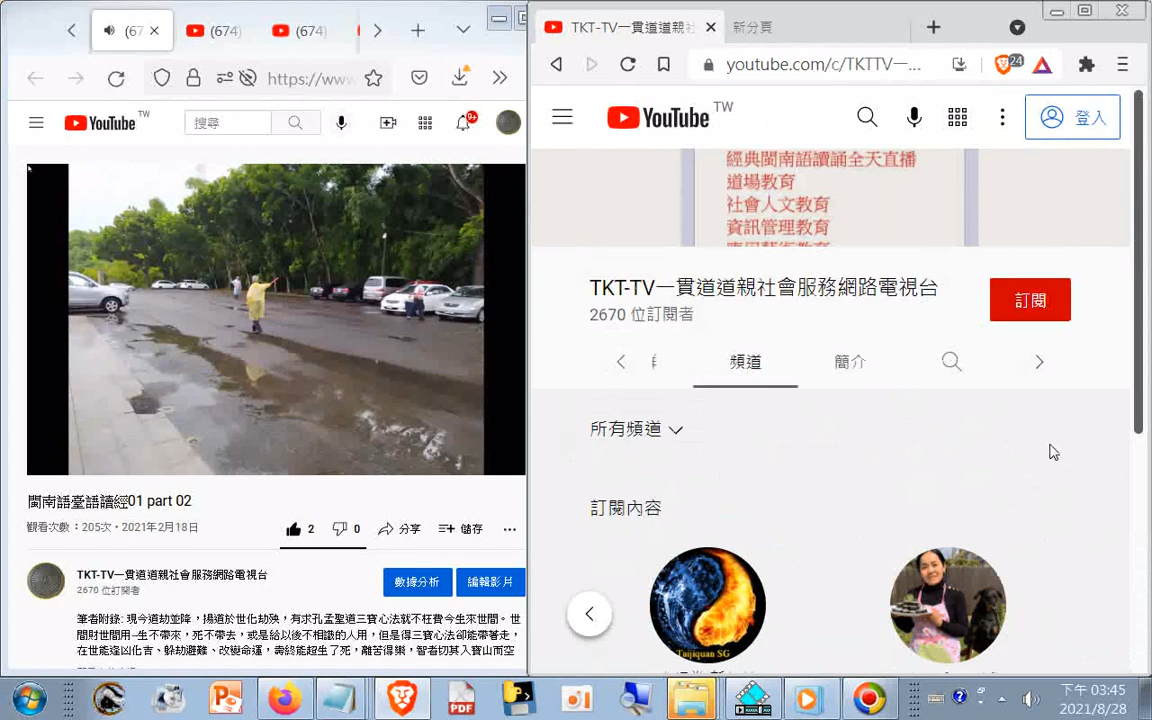 (67
(674)
(674)
https://www
YouTube TW
搜尋
9+
閩南語臺語讀經01 part 02
觀看次數：205次・2021年2月18日
2
0
分享
儲存
TKT-TV一貫道道親社會服務網路電視台
2670 位訂閱者
數據分析
編輯影片
筆者附錄: 現今道劫並降，揚道於世化劫殃，有求孔孟聖道三寶心法就不枉費今生來世間。世
間財世間用─生不帶來，死不帶去，或是給以後不相識的人用，但是得三寶心法卻能帶著走，
在世能逢凶化吉、躲劫避難、改變命運，壽終能超生了死，離苦得樂，智者切莫入寶山而空
TKT-TV一貫道道親社
新分頁
youtube.com/c/TKTTV一...
24
YouTube TW
登入
經典閩南語讀誦全天直播
道場教育
社會人文教育
資訊管理教育
TKT-TV一貫道道親社會服務網路電視台
2670 位訂閱者
訂閱
頻道
簡介
所有頻道
訂閱內容
Taijiquan SG
PDF
下午 03:45
2021/8/28